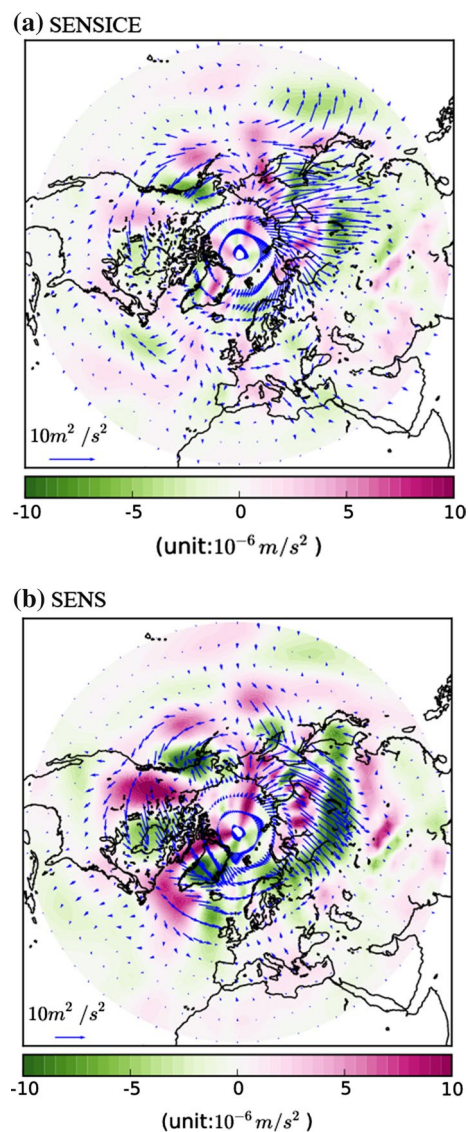 (a) SENSICE
10m² /s²
-10 -5 0 5 10
(unit:10⁻⁶ m/s² )
(b) SENS
10m² /s²
-10 -5 0 5 10
(unit:10⁻⁶ m/s² )